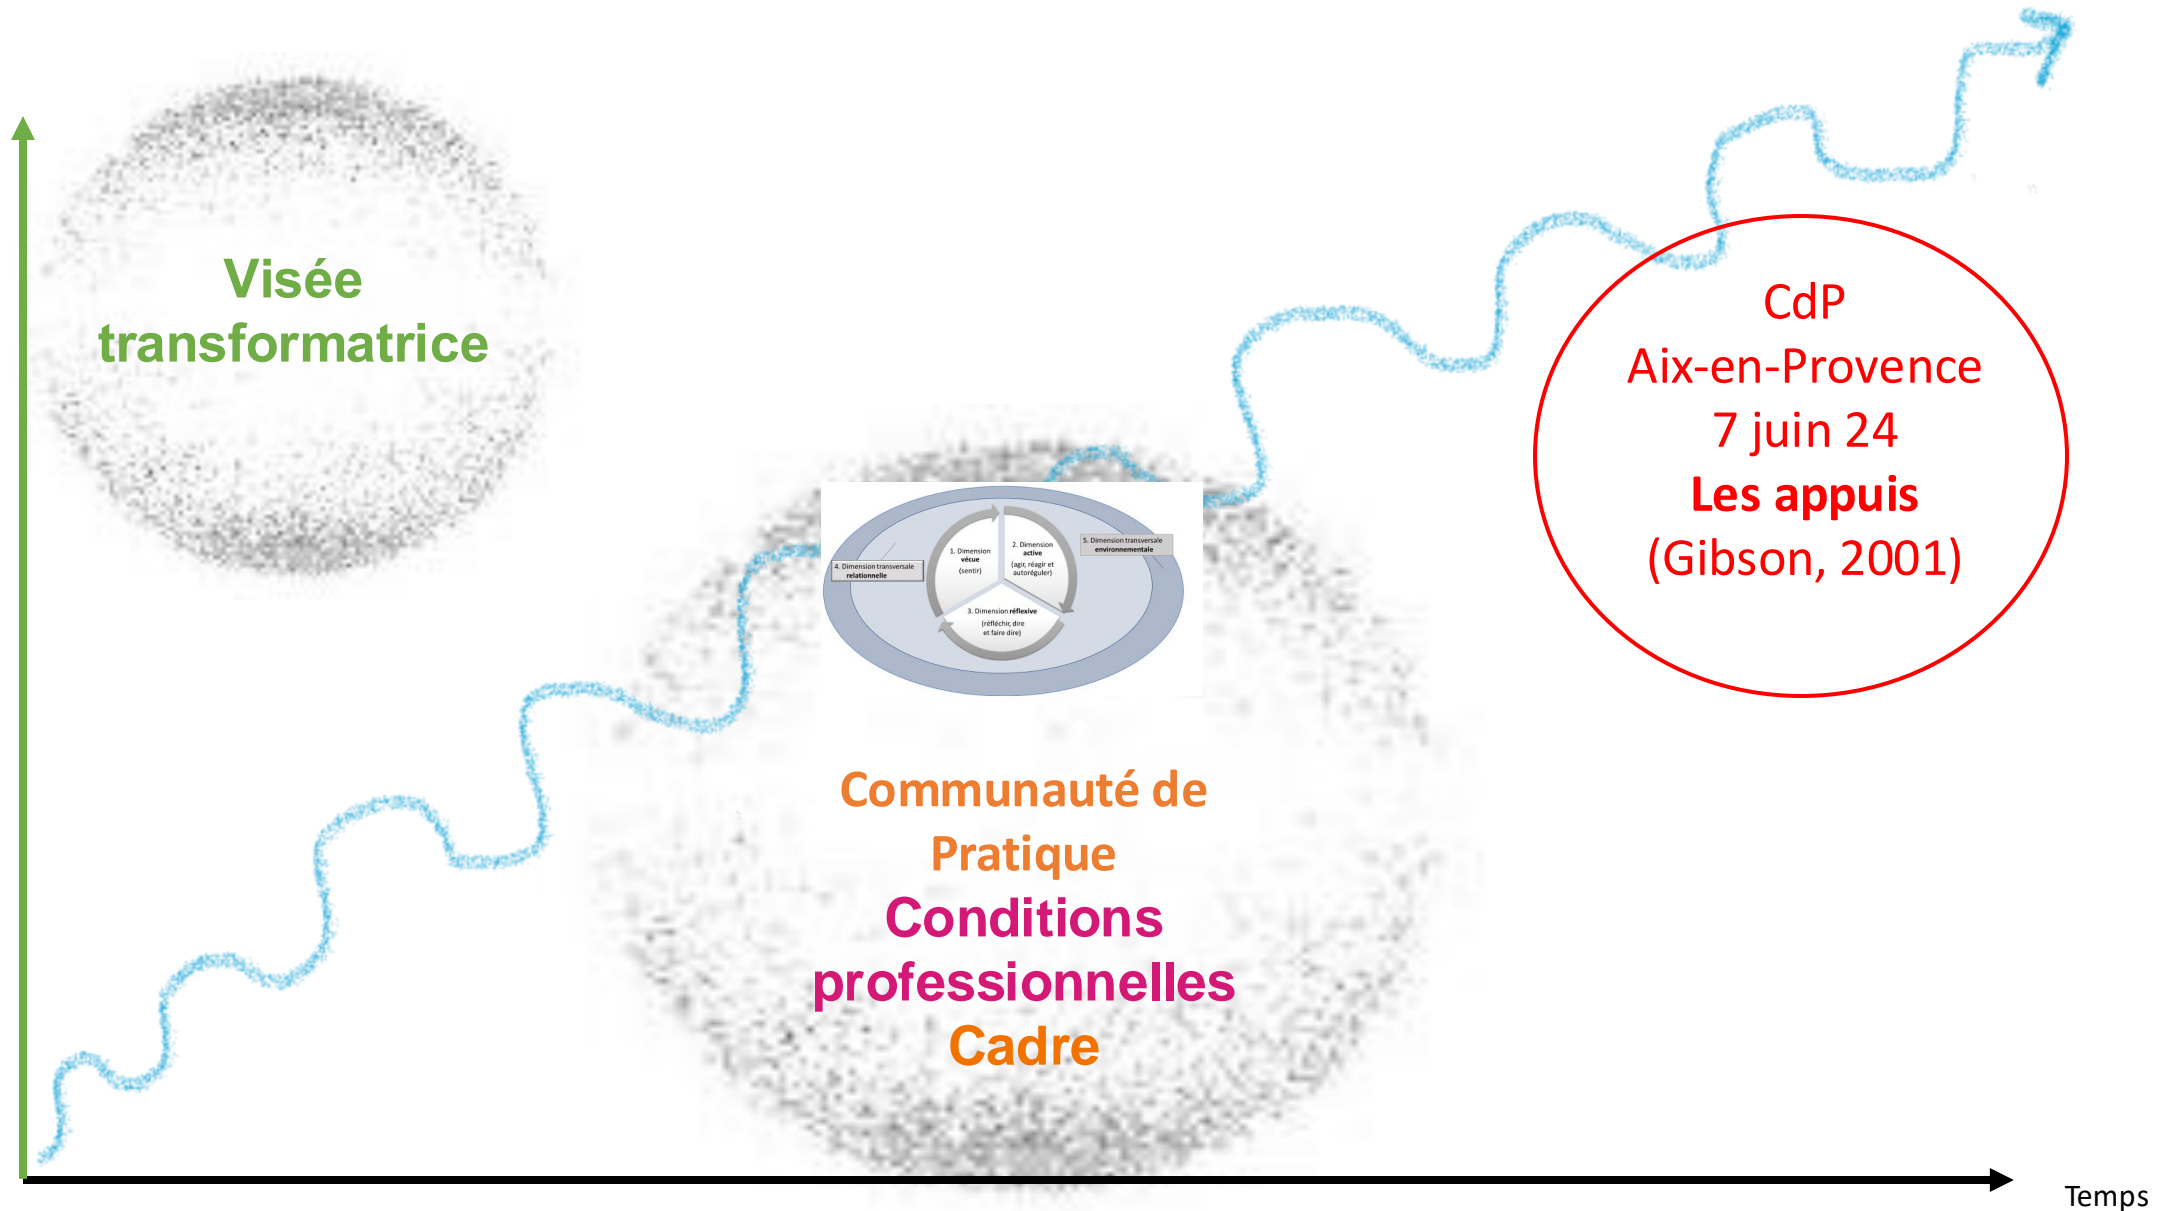 Visée
transformatrice
CdP
Aix-en-Provence
7 juin 24
Les appuis
(Gibson, 2001)
1. Dimension
vécue
(sentir)
2. Dimension
active
(agir, réagir et
autoréguler)
3. Dimension réflexive
(réfléchir, dire
et faire dire)
4. Dimension transversale
relationnelle
5. Dimension transversale
environnementale
Communauté de
Pratique
Conditions
professionnelles
Cadre
Temps